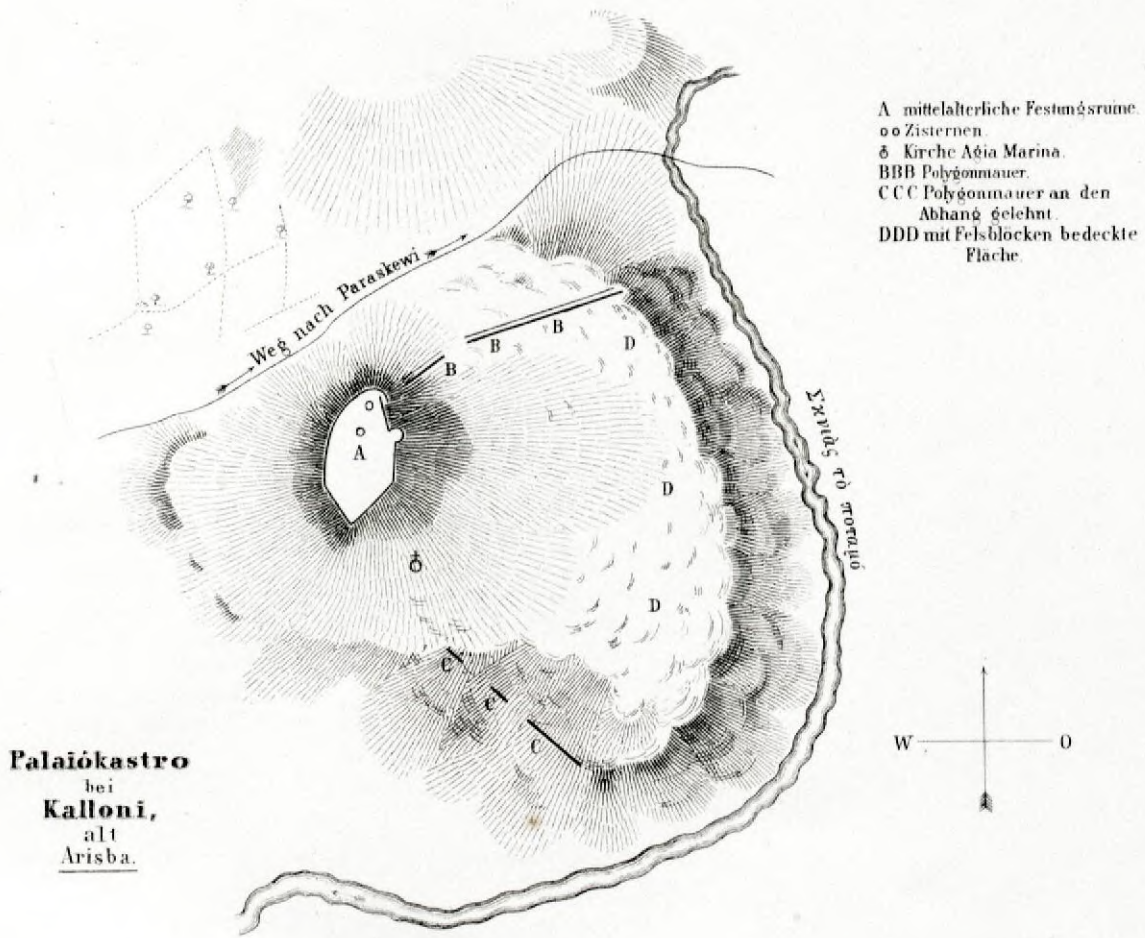 A mittelalterliche Festungsruine.
oo Zisternen.
♁ Kirche Agia Marina.
BBB Polygonmauer.
CCC Polygonmauer an den
Abhang gelehnt.
DDD mit Felsblöcken bedeckte
Fläche.
Weg nach Paraskewi
B
B
B
D
A
D
D
C
C
C
Σκνιᾶς τὸ ποταμό
W
O
Palaiókastro
bei
Kalloni,
alt
Arisba.